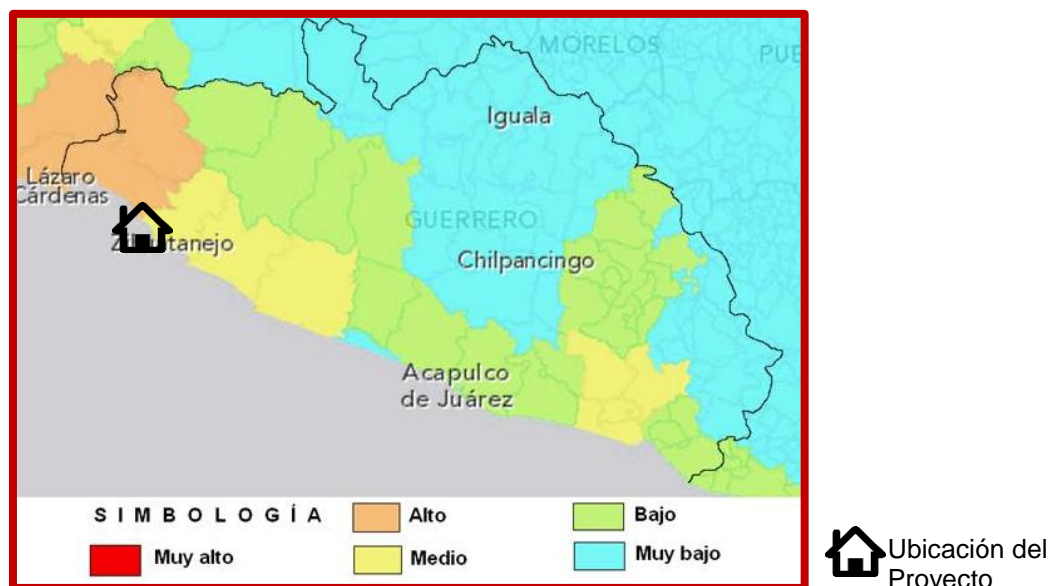 MORELOS
PUE
Iguala
Lázaro
Cárdenas
GUERRERO
Zihuatanejo
Chilpancingo
Acapulco
de Juárez
SIMBOLOGÍA
Alto
Bajo
Muy alto
Medio
Muy bajo
Ubicación del
Proyecto